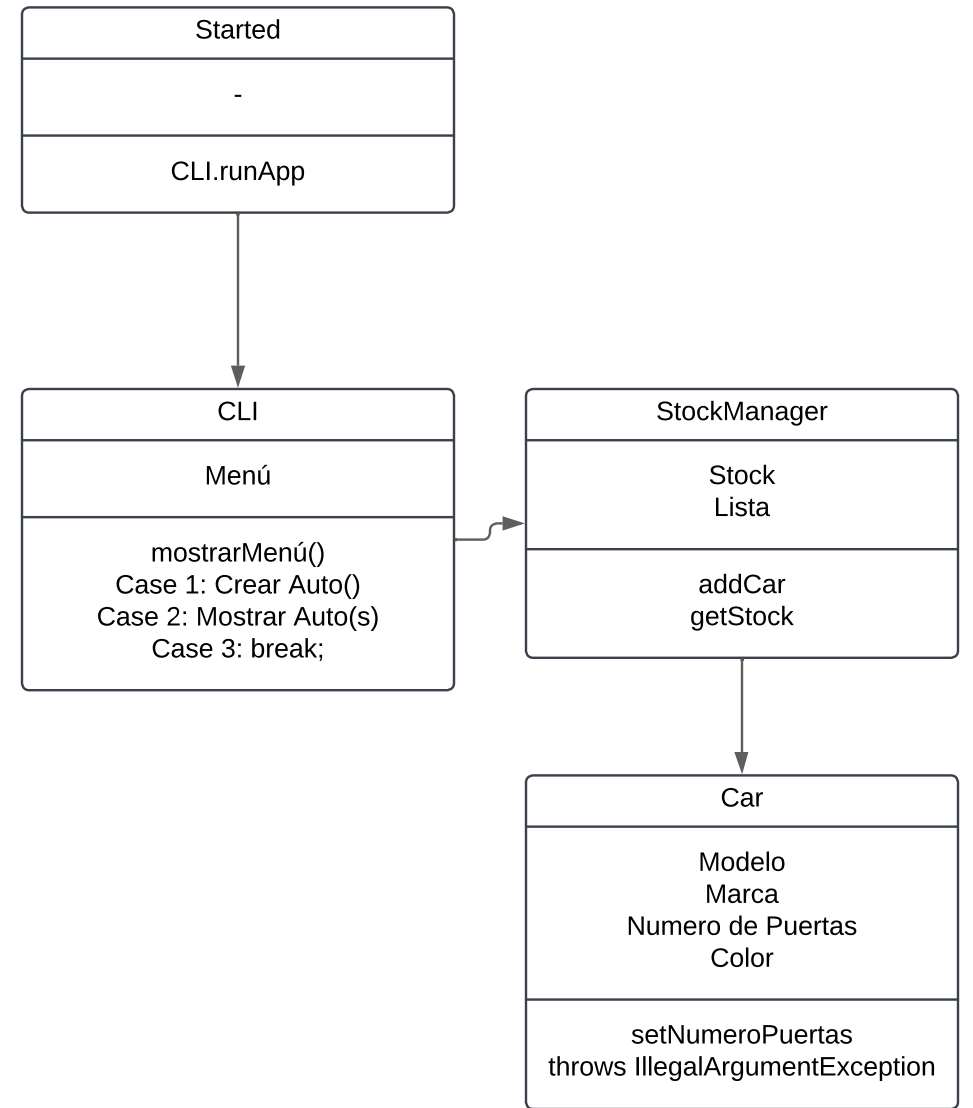 Started
-
CLI.runApp
CLI
Menú
mostrarMenú()
Case 1: Crear Auto()
Case 2: Mostrar Auto(s)
Case 3: break;
StockManager
Stock
Lista
addCar
getStock
Car
Modelo
Marca
Numero de Puertas
Color
setNumeroPuertas
throws IllegalArgumentException